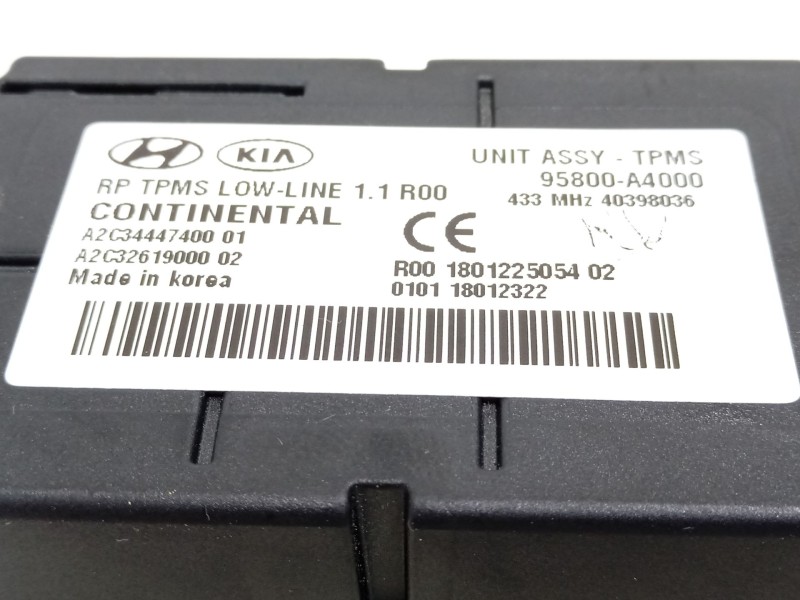 KIA
UNIT ASSY - TPMS
RP TPMS LOW-LINE 1.1 R00
95800-A4000
CONTINENTAL
433 MHz 40398036
A2C34447400 01
CE
A2C32619000 02
R00 1801225054 02
Made in korea
0101 18012322